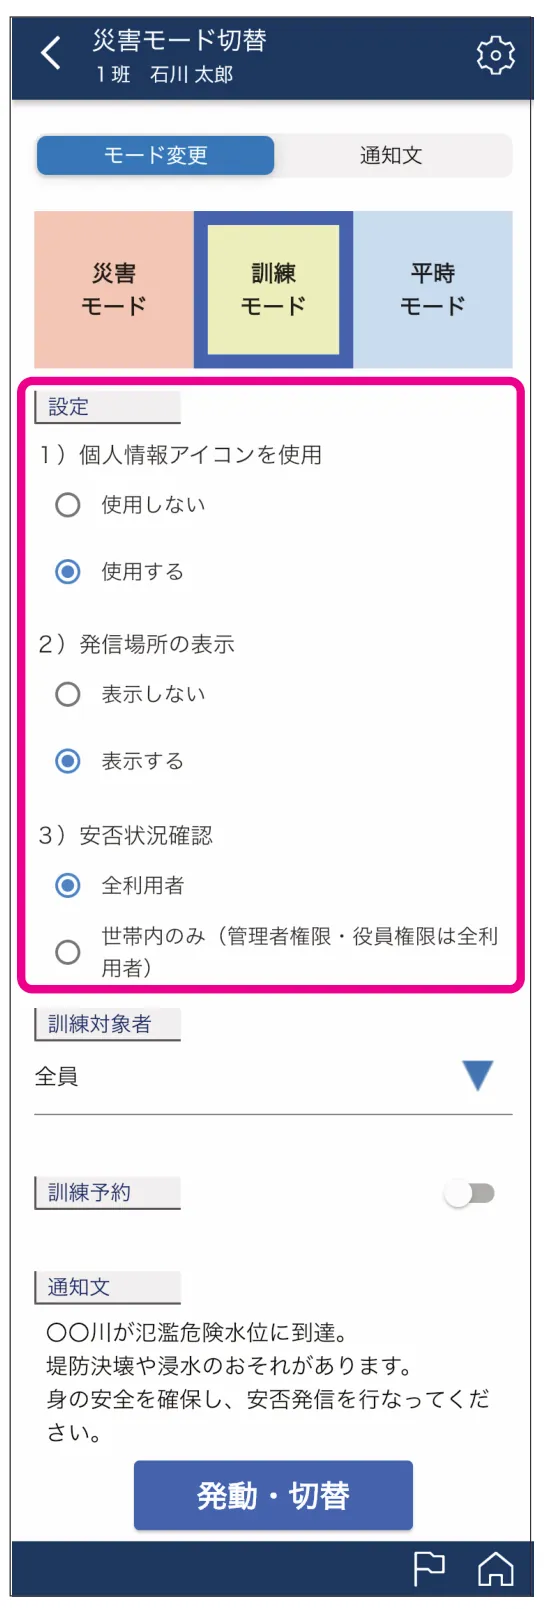 災害モード切替
1班　石川 太郎
モード変更
通知文
災害
モード
訓練
モード
平時
モード
設定
1）個人情報アイコンを使用
使用しない
使用する
2）発信場所の表示
表示しない
表示する
3）安否状況確認
全利用者
世帯内のみ（管理者権限・役員権限は全利
用者）
訓練対象者
全員
訓練予約
通知文
〇〇川が氾濫危険水位に到達。
堤防決壊や浸水のおそれがあります。
身の安全を確保し、安否発信を行なってくだ
さい。
発動・切替